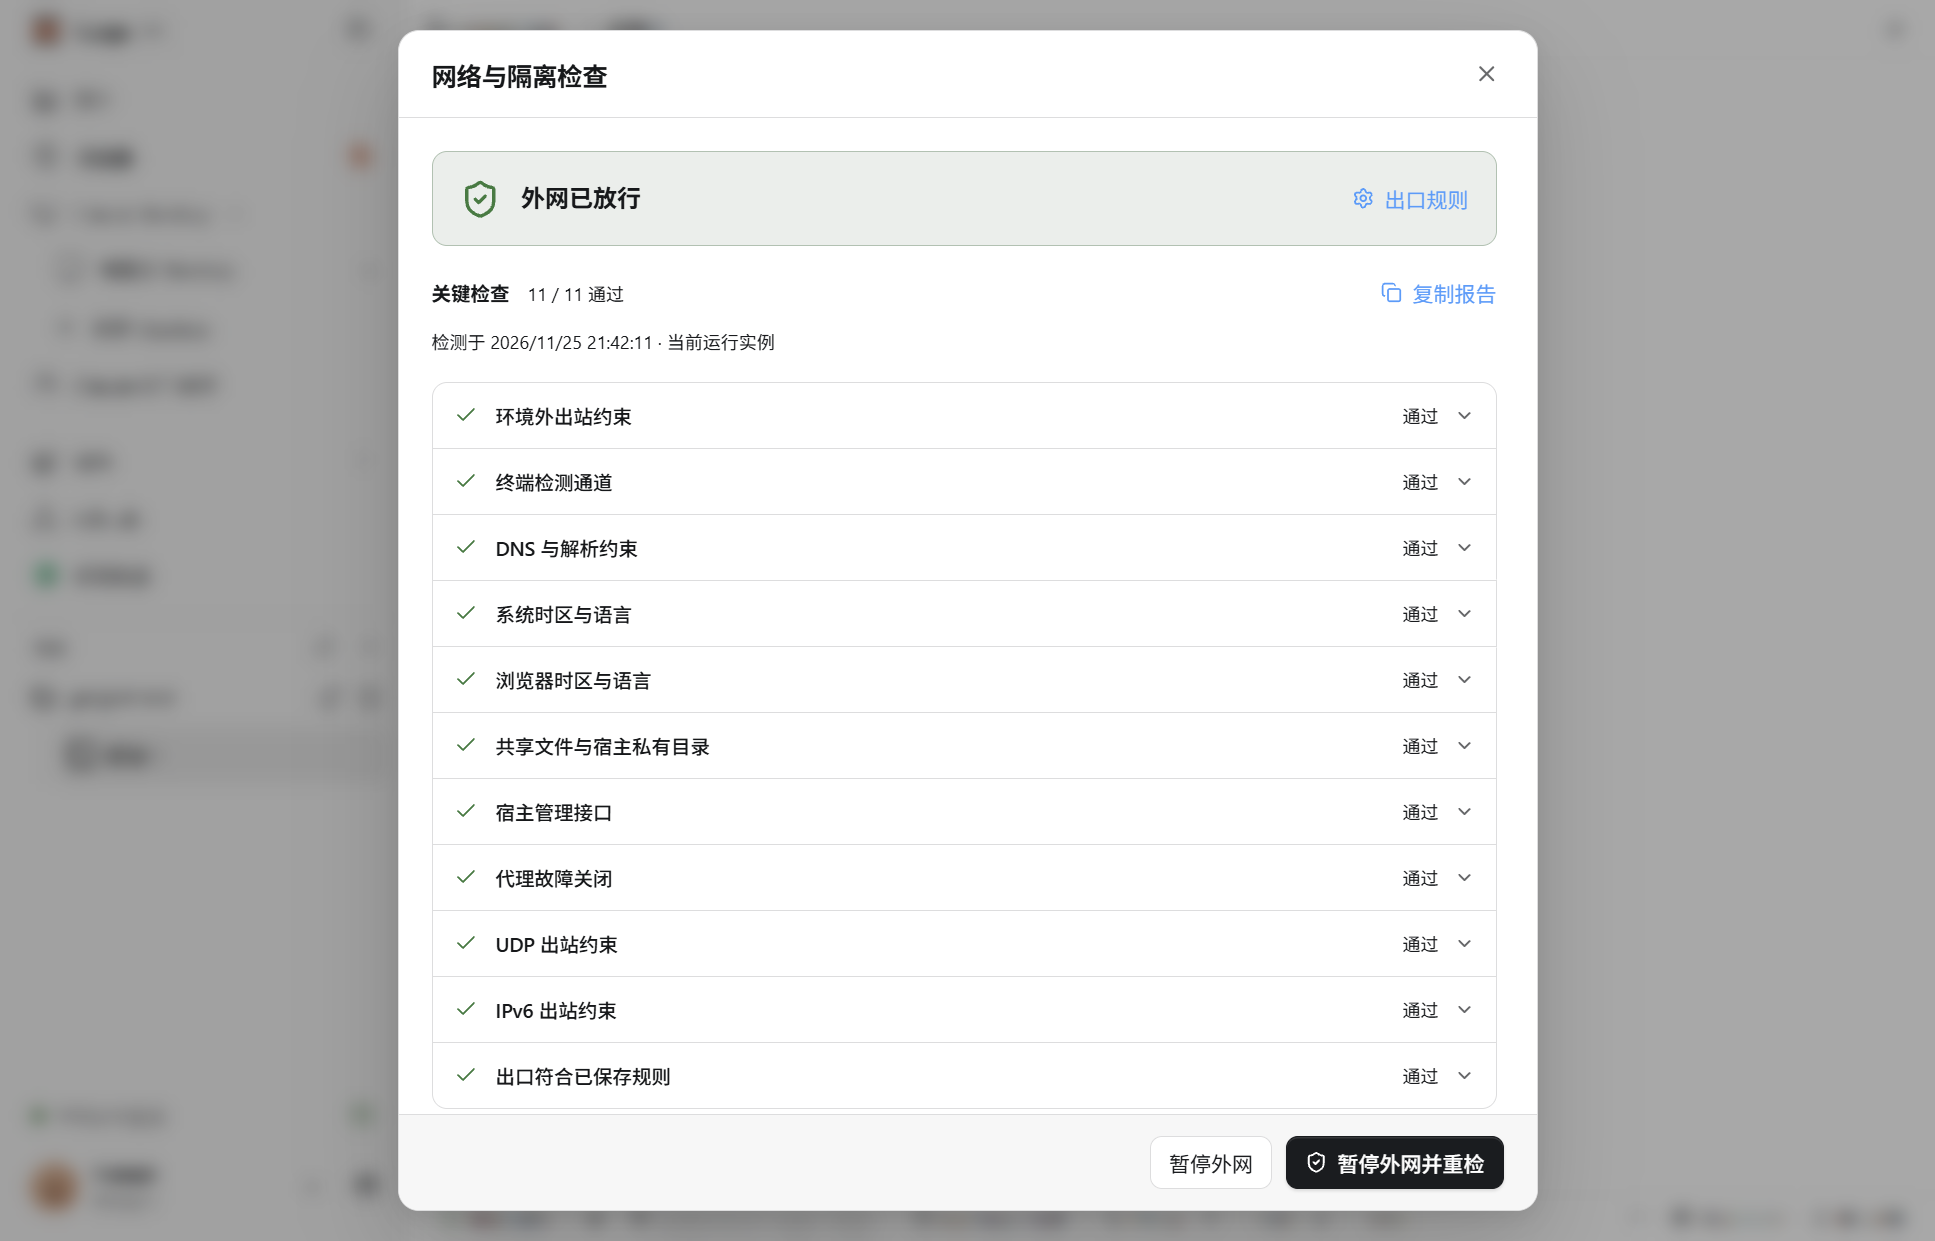 网络与隔离检查
外网已放行
出口规则
关键检查 11 / 11 通过
复制报告
检测于 2026/11/25 21:42:11 · 当前运行实例
环境外出站约束 通过
终端检测通道 通过
DNS 与解析约束 通过
系统时区与语言 通过
浏览器时区与语言 通过
共享文件与宿主私有目录 通过
宿主管理接口 通过
代理故障关闭 通过
UDP 出站约束 通过
IPv6 出站约束 通过
出口符合已保存规则 通过
暂停外网
暂停外网并重检